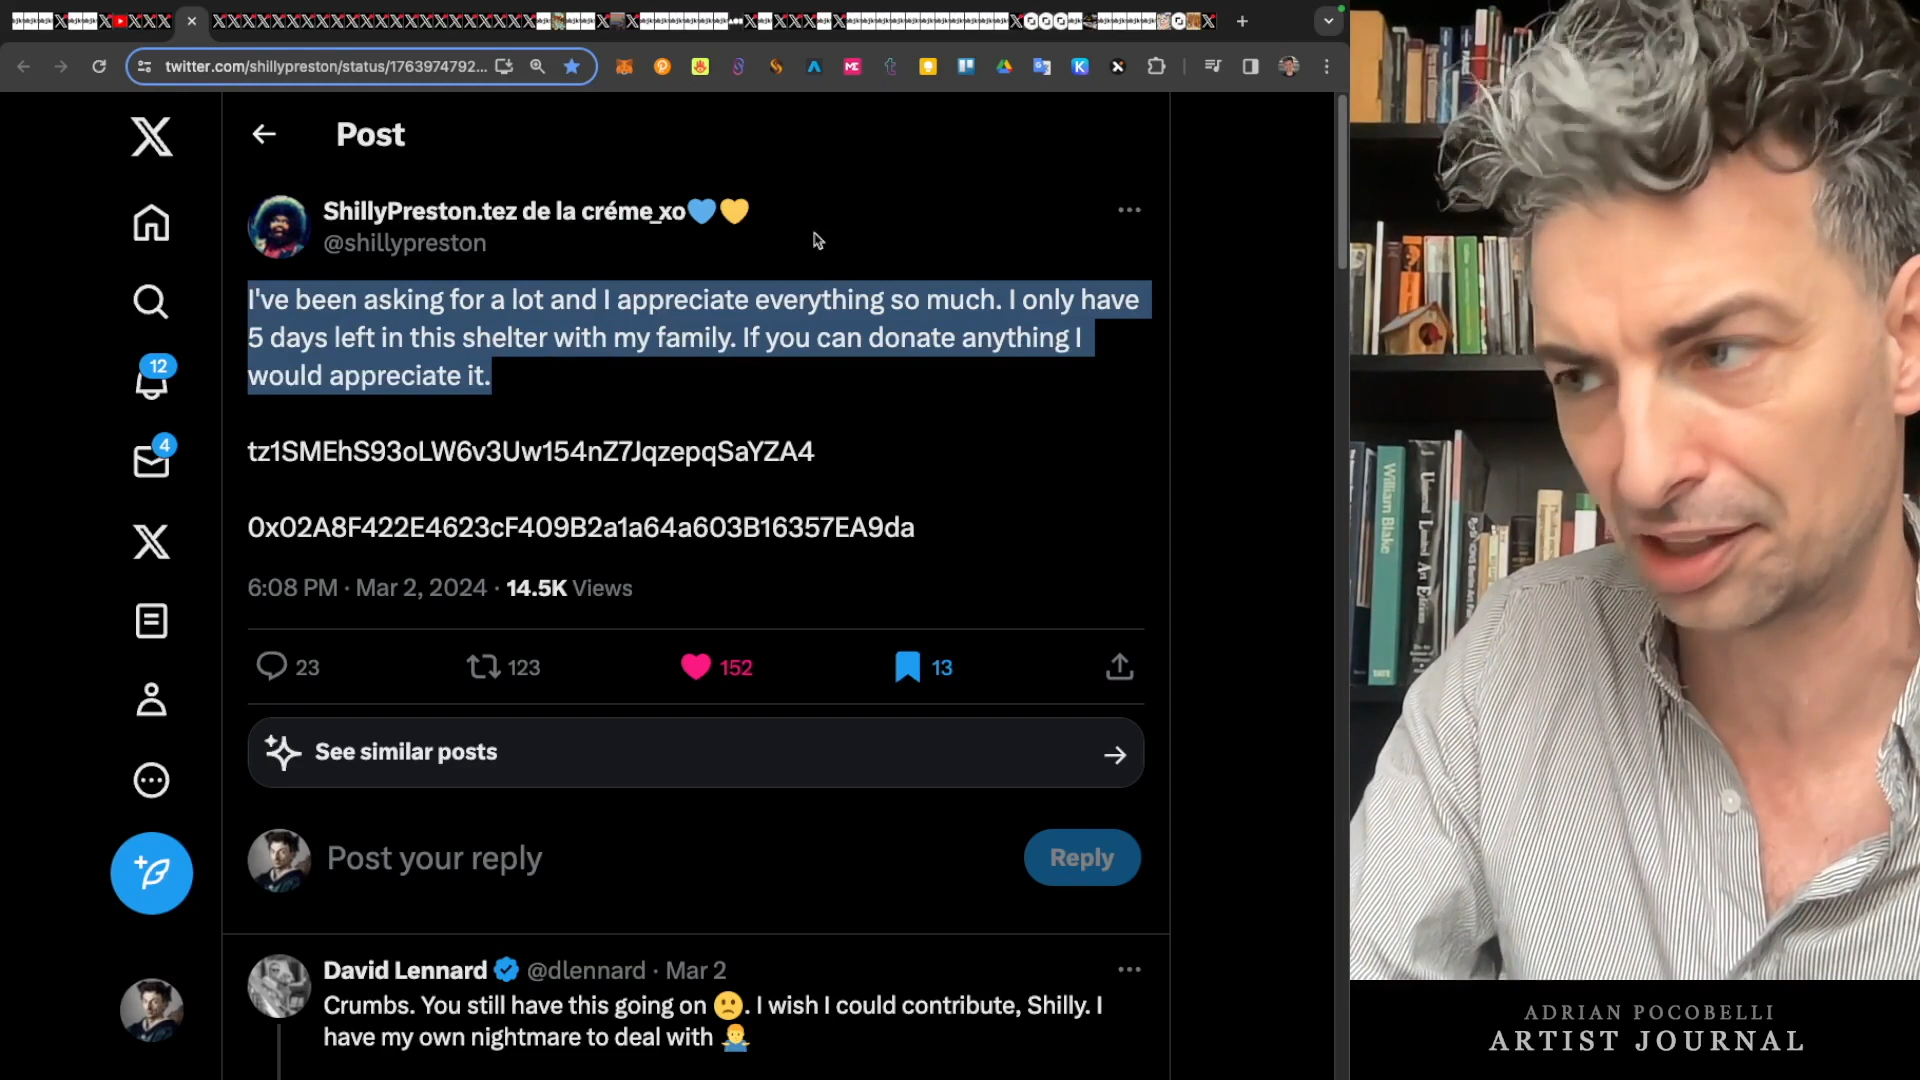 twitter.com/shillypreston/status/1763974792...
Post
ShillyPreston.tez de la créme_xo💙💛
@shillypreston
I've been asking for a lot and I appreciate everything so much. I only have
5 days left in this shelter with my family. If you can donate anything I
would appreciate it.
tz1SMEhS93oLW6v3Uw154nZ7JqzepqSaYZA4
0x02A8F422E4623cF409B2a1a64a603B16357EA9da
6:08 PM · Mar 2, 2024 · 14.5K Views
23
123
152
13
12
4
See similar posts
Post your reply
Reply
David Lennard @dlennard · Mar 2
Crumbs. You still have this going on 🙁. I wish I could contribute, Shilly. I
have my own nightmare to deal with 🤷‍♂️
William Blake
ADRIAN POCOBELLI
ARTIST JOURNAL